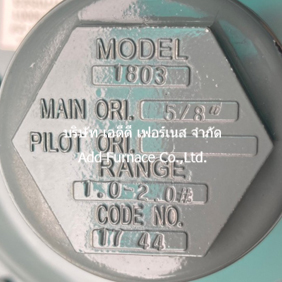 MODEL
1803
MAIN ORI. 5/8"
บริษัท เอดีดี เฟอร์เนส จำกัด
PILOT ORI.
Add Furnace Co.,Ltd.
RANGE
1.0-2.0#
CODE NO.
17 44